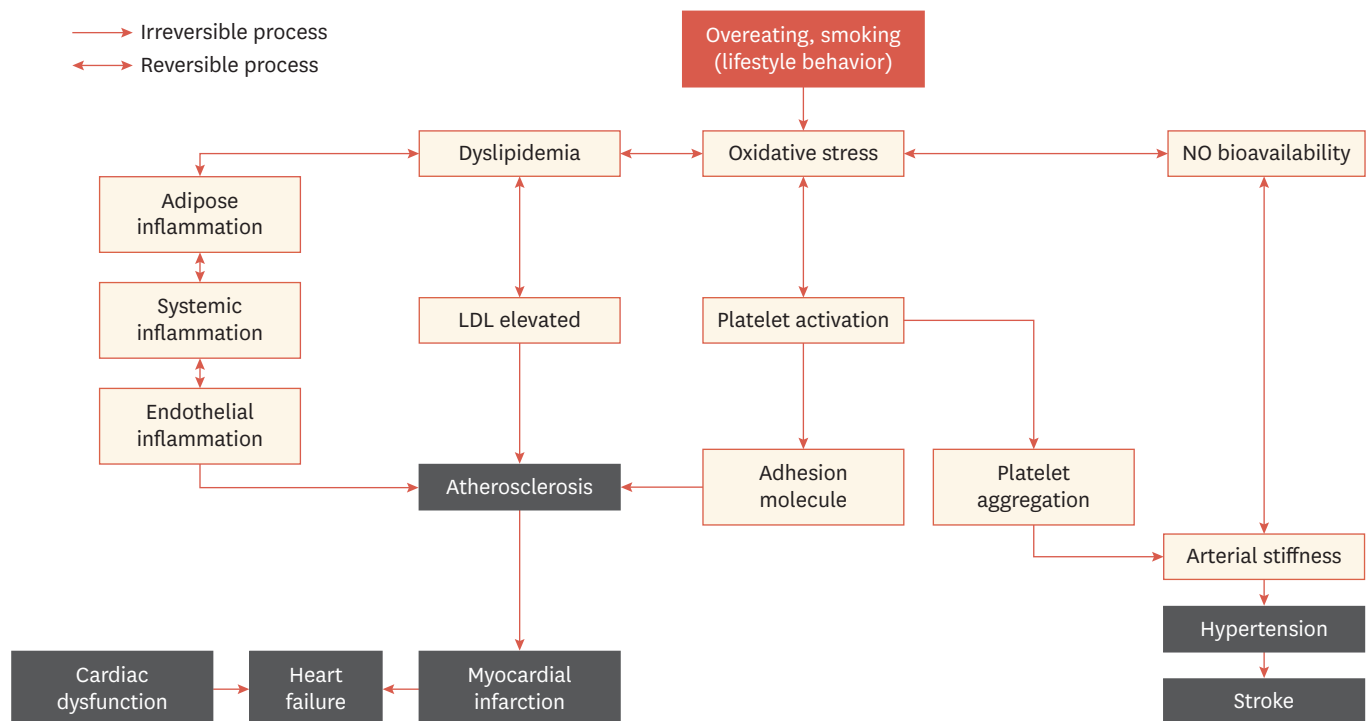 Irreversible process
Reversible process
Overeating, smoking
(lifestyle behavior)
Dyslipidemia
Oxidative stress
NO bioavailability
Adipose
inflammation
Systemic
inflammation
LDL elevated
Platelet activation
Endothelial
inflammation
Atherosclerosis
Adhesion
molecule
Platelet
aggregation
Arterial stiffness
Hypertension
Cardiac
dysfunction
Heart
failure
Myocardial
infarction
Stroke